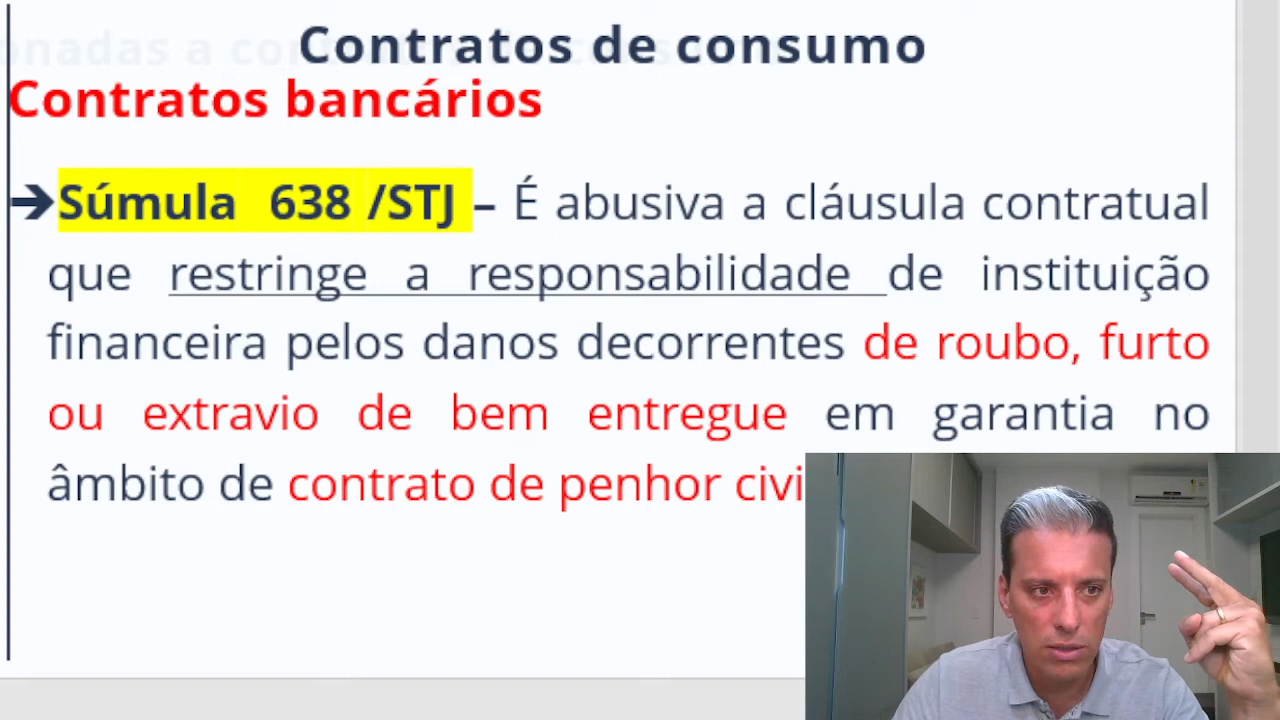 Contratos de consumo
Contratos bancários
➔Súmula 638 /STJ – É abusiva a cláusula contratual
que restringe a responsabilidade de instituição
financeira pelos danos decorrentes de roubo, furto
ou extravio de bem entregue em garantia no
âmbito de contrato de penhor